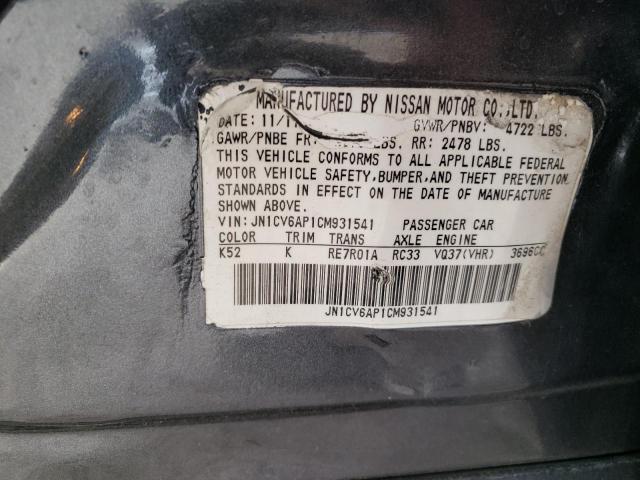 MANUFACTURED BY NISSAN MOTOR CO.,LTD.
DATE: 11/1 GVWR/PNBV: 4722 LBS.
GAWR/PNBE FR: LBS. RR: 2478 LBS.
THIS VEHICLE CONFORMS TO ALL APPLICABLE FEDERAL
MOTOR VEHICLE SAFETY, BUMPER, AND THEFT PREVENTION
STANDARDS IN EFFECT ON THE DATE OF MANUFACTURE
SHOWN ABOVE.
VIN: JN1CV6AP1CM931541 PASSENGER CAR
COLOR TRIM TRANS AXLE ENGINE
K52 K RE7R01A RC33 VQ37(VHR) 3696CC
JN1CV6AP1CM931541